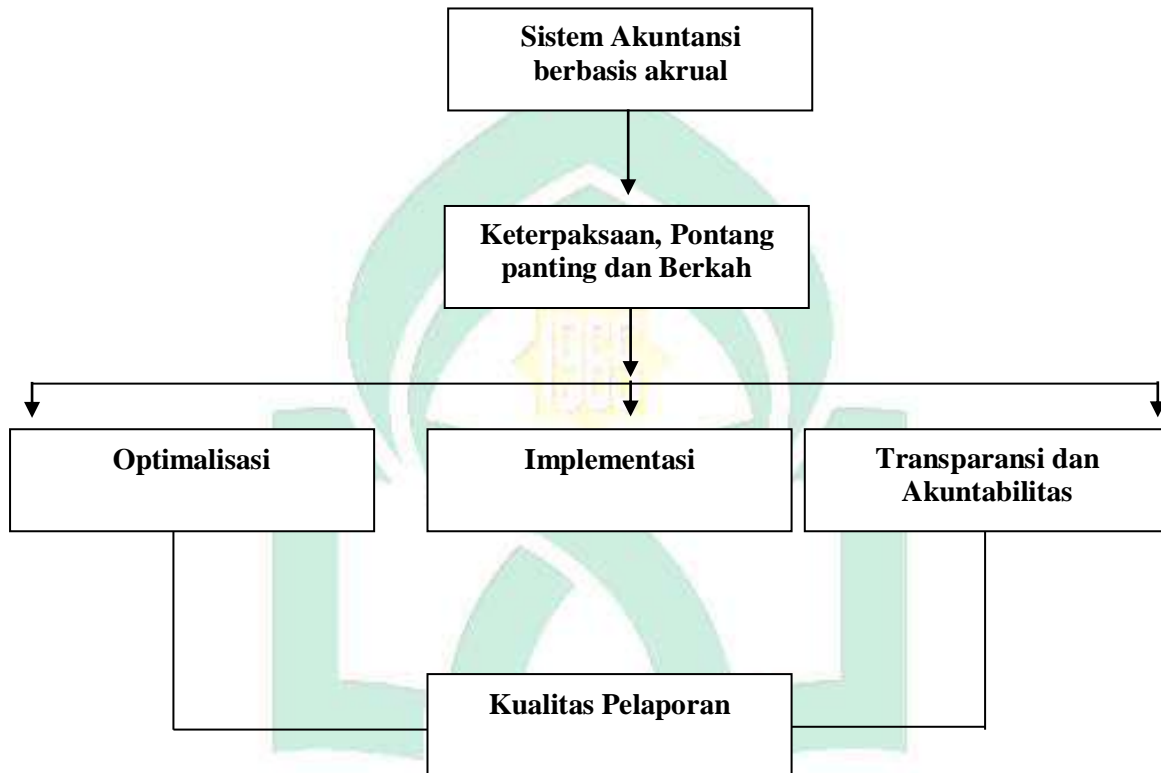 Sistem Akuntansi
berbasis akrual
Keterpaksaan, Pontang
panting dan Berkah
Optimalisasi
Implementasi
Transparansi dan
Akuntabilitas
Kualitas Pelaporan